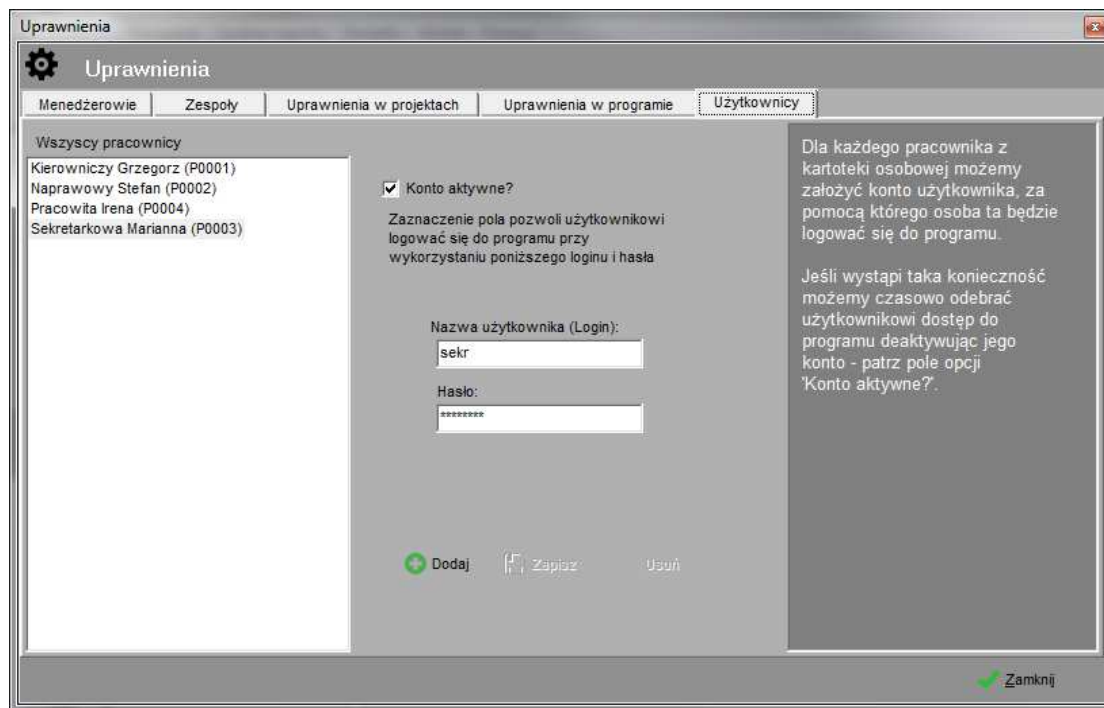 Uprawnienia
Uprawnienia
Menedżerowie
Zespoły
Uprawnienia w projektach
Uprawnienia w programie
Użytkownicy
Wszyscy pracownicy
Kierowniczy Grzegorz (P0001)
Naprawowy Stefan (P0002)
Pracowita Irena (P0004)
Sekretarkowa Marianna (P0003)
Konto aktywne?
Zaznaczenie pola pozwoli użytkownikowi
logować się do programu przy
wykorzystaniu poniższego loginu i hasła
Nazwa użytkownika (Login):
sekr
Hasło:
********
Dodaj
Zapisz
Usuń
Dla każdego pracownika z
kartoteki osobowej możemy
założyć konto użytkownika, za
pomocą którego osoba ta będzie
logować się do programu.
Jeśli wystąpi taka konieczność
możemy czasowo odebrać
użytkownikowi dostęp do
programu deaktywując jego
konto - patrz pole opcji
'Konto aktywne?'.
Zamknij